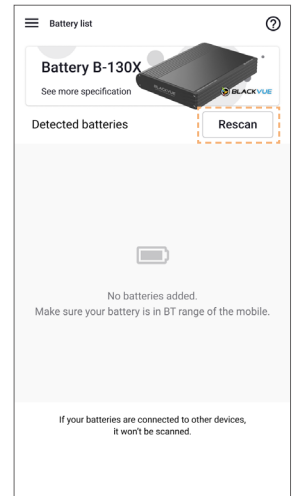 Battery list
Battery B-130X
See more specification
BLACKVUE
Detected batteries
Rescan
No batteries added.
Make sure your battery is in BT range of the mobile.
If your batteries are connected to other devices,
it won't be scanned.